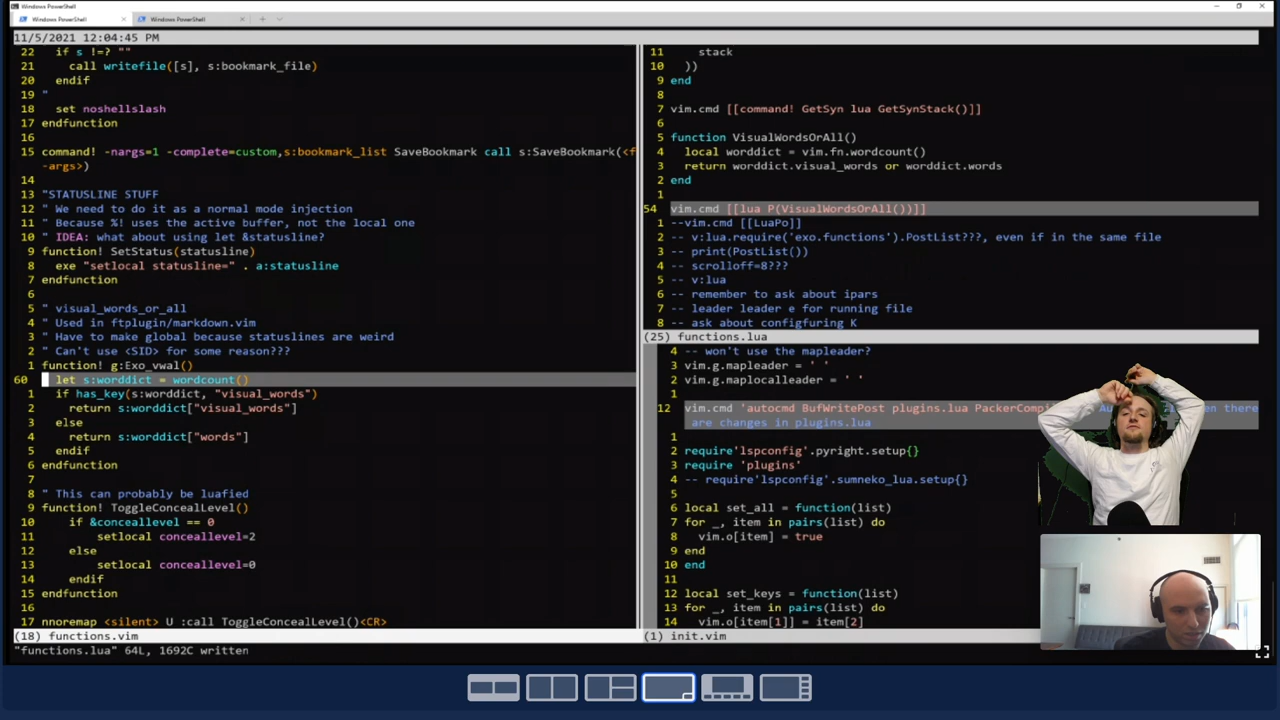 Windows PowerShell
Windows PowerShell
Windows PowerShell
11/5/2021 12:04:45 PM
22 if s !=? ""
21 call writefile([s], s:bookmark_file)
20 endif
19 "
18 set noshellslash
17 endfunction
16
15 command! -nargs=1 -complete=custom,s:bookmark_list SaveBookmark call s:SaveBookmark(<f
-args>)
14
13 "STATUSLINE STUFF
12 " We need to do it as a normal mode injection
11 " Because %! uses the active buffer, not the local one
10 " IDEA: what about using let &statusline?
9 function! SetStatus(statusline)
8 exe "setlocal statusline=" . a:statusline
7 endfunction
6
5 " visual_words_or_all
4 " Used in ftplugin/markdown.vim
3 " Have to make global because statuslines are weird
2 " Can't use <SID> for some reason???
1 function! g:Exo_vwal()
60 let s:worddict = wordcount()
1 if has_key(s:worddict, "visual_words")
2 return s:worddict["visual_words"]
3 else
4 return s:worddict["words"]
5 endif
6 endfunction
7
8 " This can probably be luafied
9 function! ToggleConcealLevel()
10 if &conceallevel == 0
11 setlocal conceallevel=2
12 else
13 setlocal conceallevel=0
14 endif
15 endfunction
16
17 nnoremap <silent> U :call ToggleConcealLevel()<CR>
(18) functions.vim
"functions.lua" 64L, 1692C written
11 stack
10 ))
9 end
8
7 vim.cmd [[command! GetSyn lua GetSynStack()]]
6
5 function VisualWordsOrAll()
4 local worddict = vim.fn.wordcount()
3 return worddict.visual_words or worddict.words
2 end
1
54 vim.cmd [[lua P(VisualWordsOrAll())]]
1 --vim.cmd [[LuaPo]]
2 -- v:lua.require('exo.functions').PostList???, even if in the same file
3 -- print(PostList())
4 -- scrolloff=8???
5 -- v:lua
6 -- remember to ask about ipars
7 -- leader leader e for running file
8 -- ask about configfuring K
(25) functions.lua
4 -- won't use the mapleader?
3 vim.g.mapleader = ' '
2 vim.g.maplocalleader = ' '
1
12 vim.cmd 'autocmd BufWritePost plugins.lua PackerCompi there
are changes in plugins.lua
1
2 require'lspconfig'.pyright.setup{}
3 require 'plugins'
4 -- require'lspconfig'.sumneko_lua.setup{}
5
6 local set_all = function(list)
7 for _, item in pairs(list) do
8 vim.o[item] = true
9 end
10 end
11
12 local set_keys = function(list)
13 for _, item in pairs(list) do
14 vim.o[item[1]] = item[2]
(1) init.vim